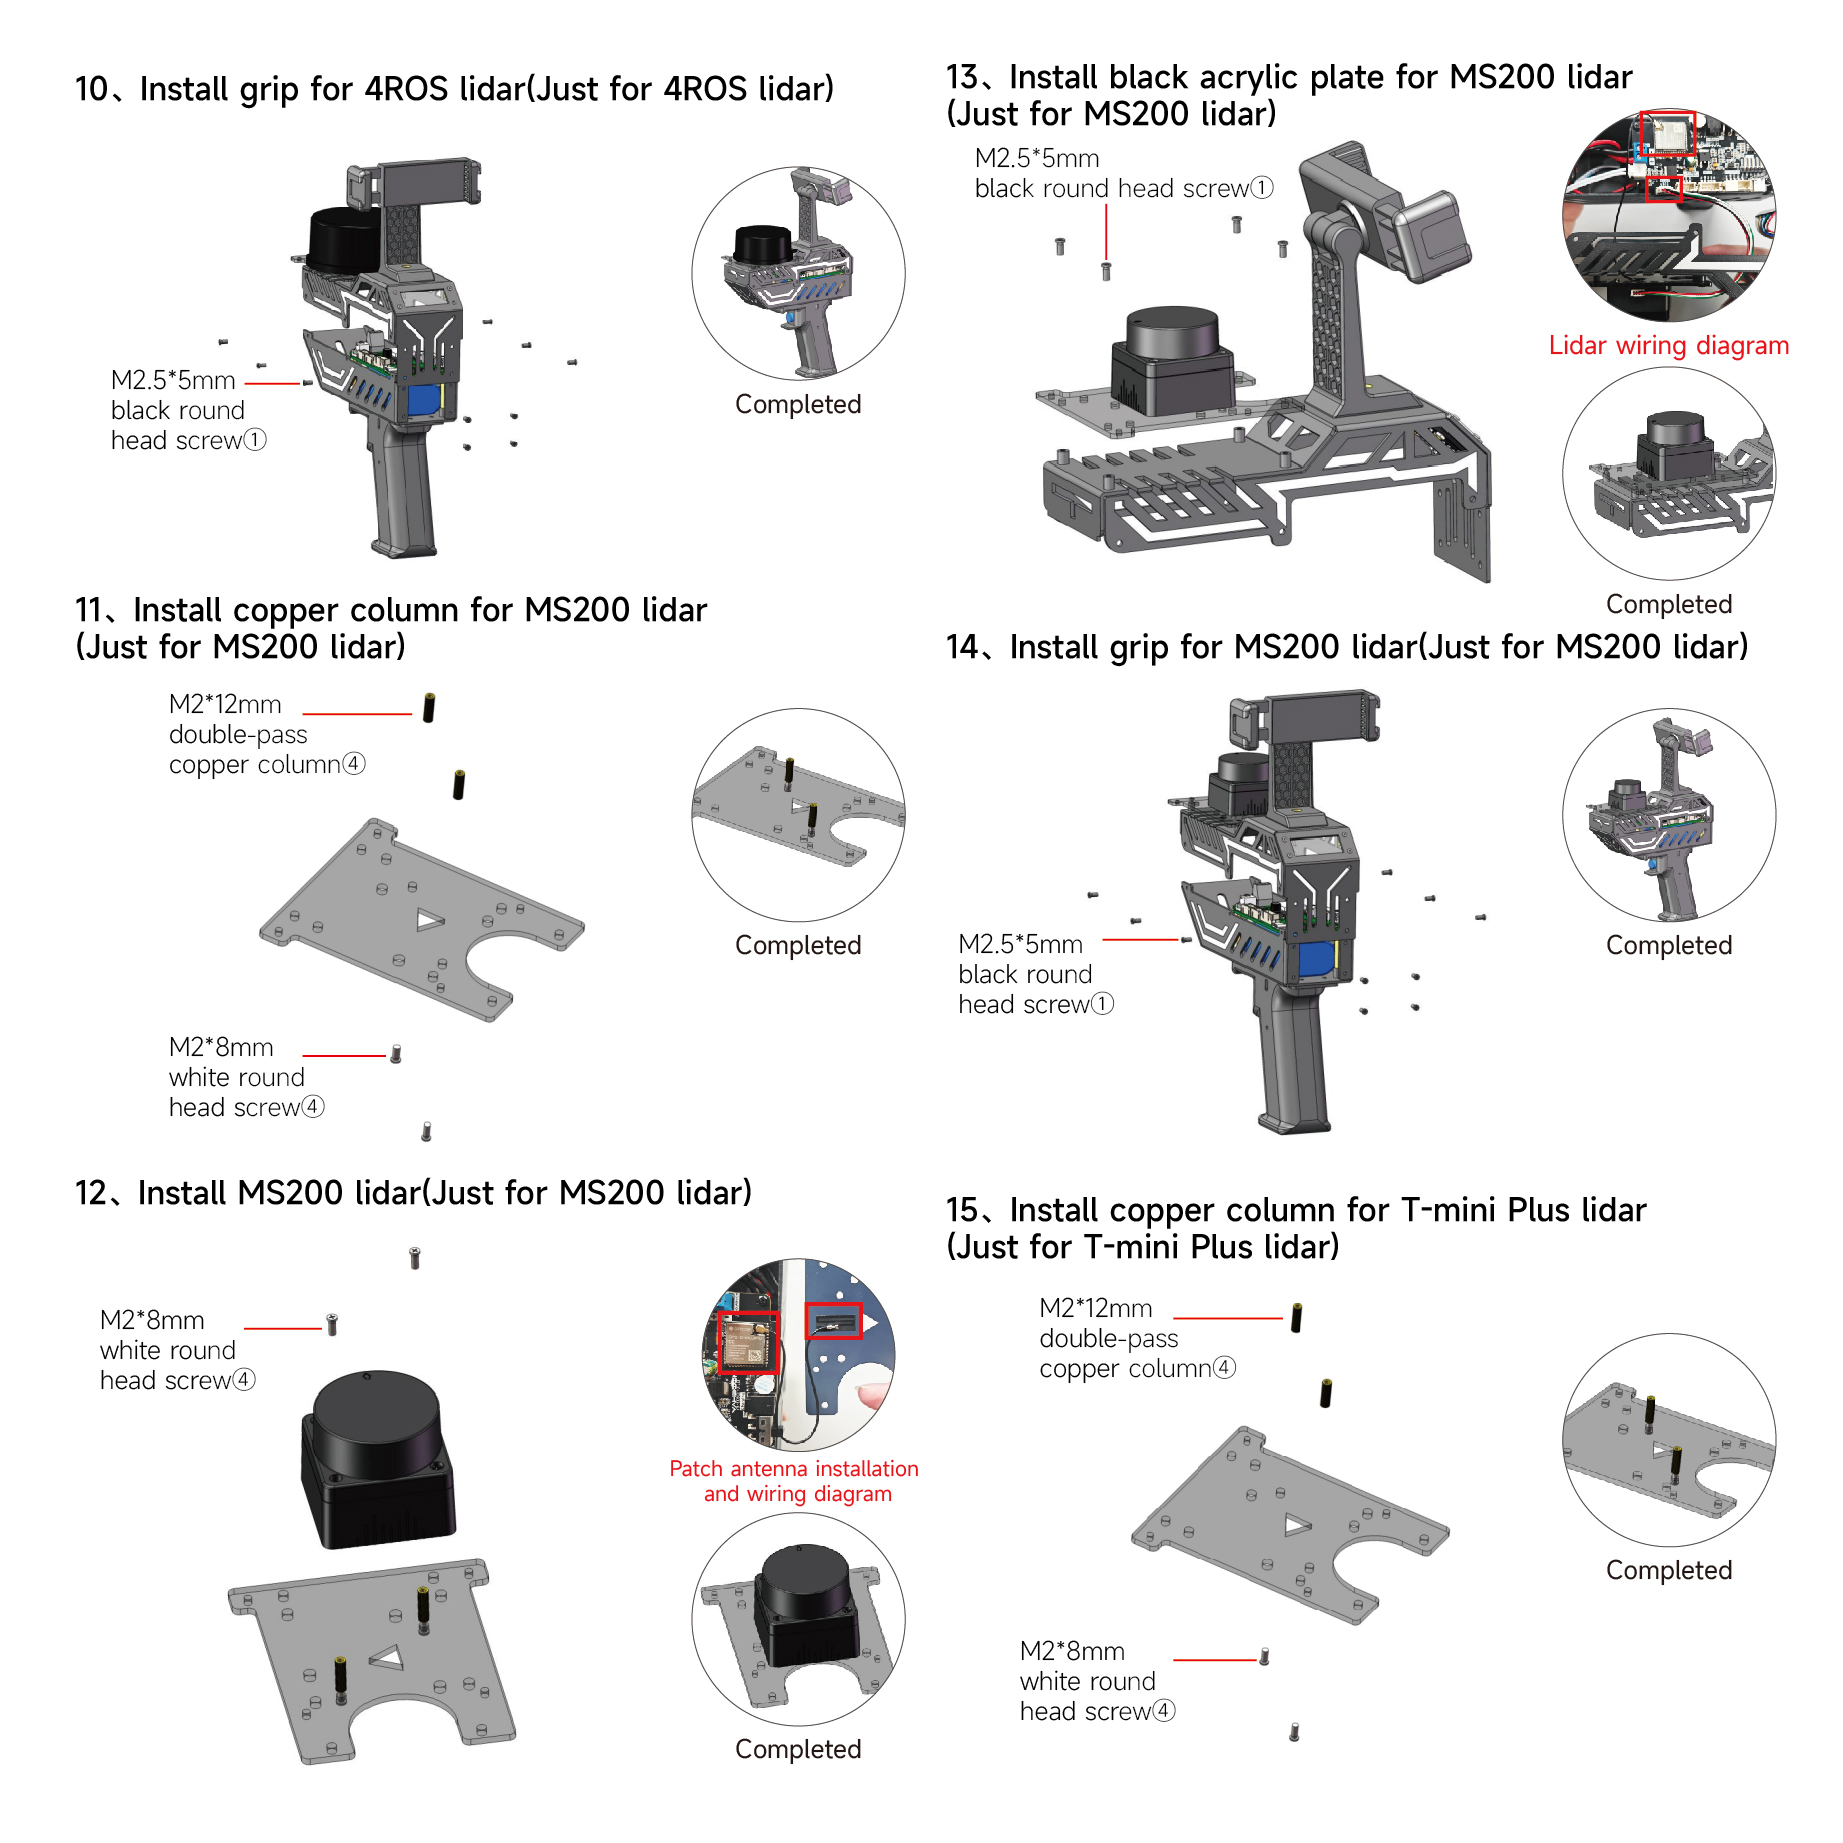 10、Install grip for 4ROS lidar(Just for 4ROS lidar)
M2.5*5mm
black round
head screw①
Completed
11、Install copper column for MS200 lidar
(Just for MS200 lidar)
M2*12mm
double-pass
copper column④
M2*8mm
white round
head screw④
Completed
12、Install MS200 lidar(Just for MS200 lidar)
M2*8mm
white round
head screw④
Patch antenna installation
and wiring diagram
Completed
13、Install black acrylic plate for MS200 lidar
(Just for MS200 lidar)
M2.5*5mm
black round head screw①
Lidar wiring diagram
Completed
14、Install grip for MS200 lidar(Just for MS200 lidar)
M2.5*5mm
black round
head screw①
Completed
15、Install copper column for T-mini Plus lidar
(Just for T-mini Plus lidar)
M2*12mm
double-pass
copper column④
M2*8mm
white round
head screw④
Completed